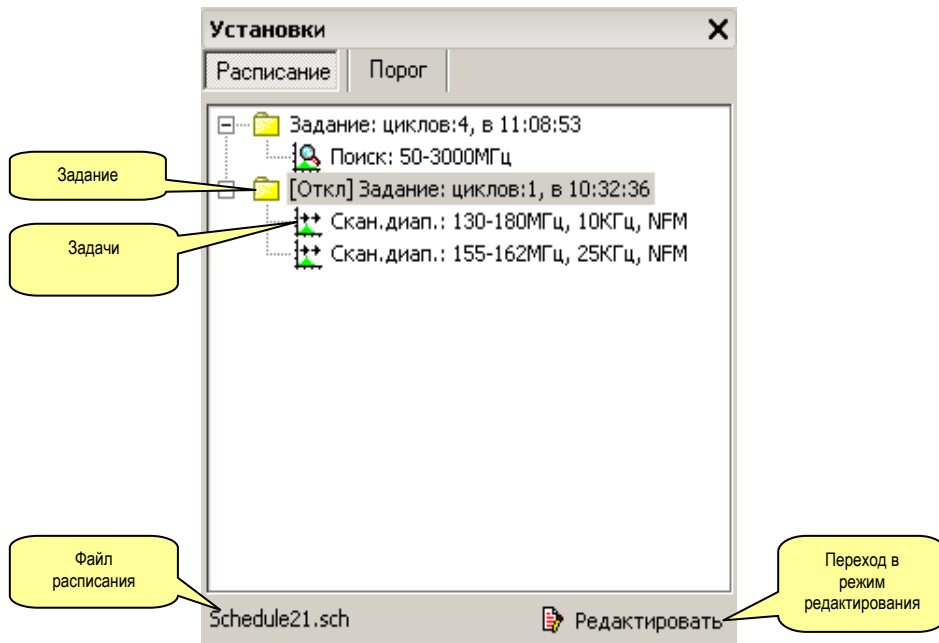 Установки
Расписание
Порог
Задание: циклов:4, в 11:08:53
Поиск: 50-3000МГц
Задание
[Откл] Задание: циклов:1, в 10:32:36
Скан.диап.: 130-180МГц, 10КГц, NFM
Задачи
Скан.диап.: 155-162МГц, 25КГц, NFM
Файл
расписания
Переход в
режим
редактирования
Schedule21.sch
Редактировать